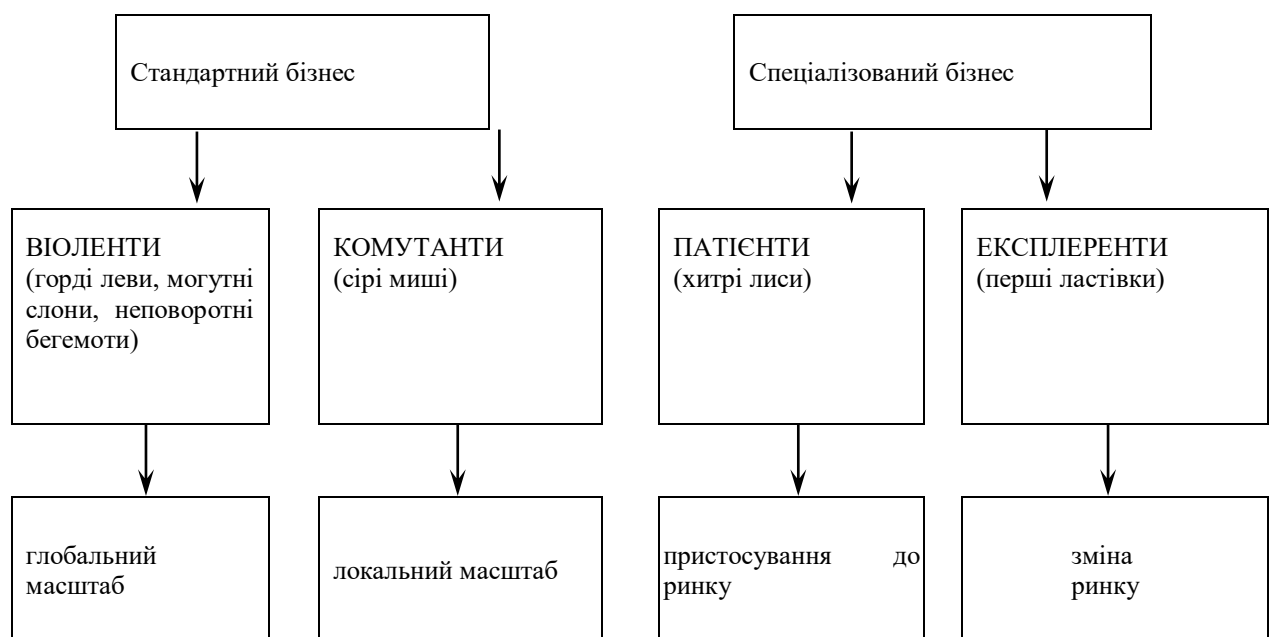 Стандартний бізнес
Спеціалізований бізнес
ВІОЛЕНТИ
(горді леви, могутні
слони, неповоротні
бегемоти)
КОМУТАНТИ
(сірі миші)
ПАТІЄНТИ
(хитрі лиси)
ЕКСПЛЕРЕНТИ
(перші ластівки)
глобальний
масштаб
локальний масштаб
пристосування до
ринку
зміна
ринку